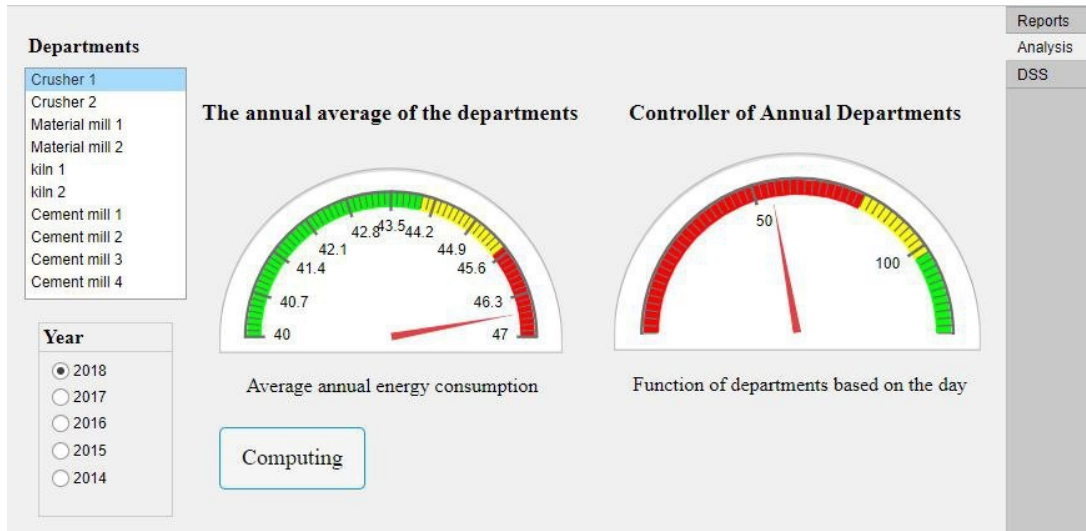 Reports
Analysis
DSS
Departments
Crusher 1
Crusher 2
Material mill 1
Material mill 2
kiln 1
kiln 2
Cement mill 1
Cement mill 2
Cement mill 3
Cement mill 4
Year
2018
2017
2016
2015
2014
The annual average of the departments
40
40.7
41.4
42.1
42.8
43.5
44.2
44.9
45.6
46.3
47
Average annual energy consumption
Computing
Controller of Annual Departments
50
100
Function of departments based on the day